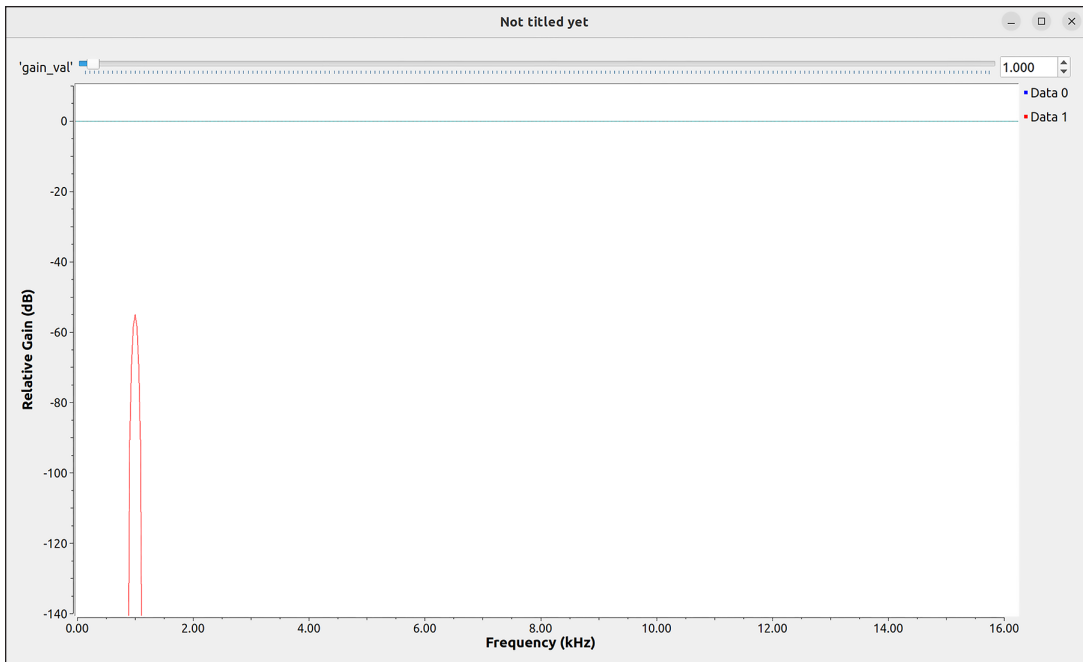 Not titled yet
'gain_val'
1.000
Data 0
Data 1
0
-20
-40
-60
-80
-100
-120
-140
Relative Gain (dB)
0.00 2.00 4.00 6.00 8.00 10.00 12.00 14.00 16.00
Frequency (kHz)